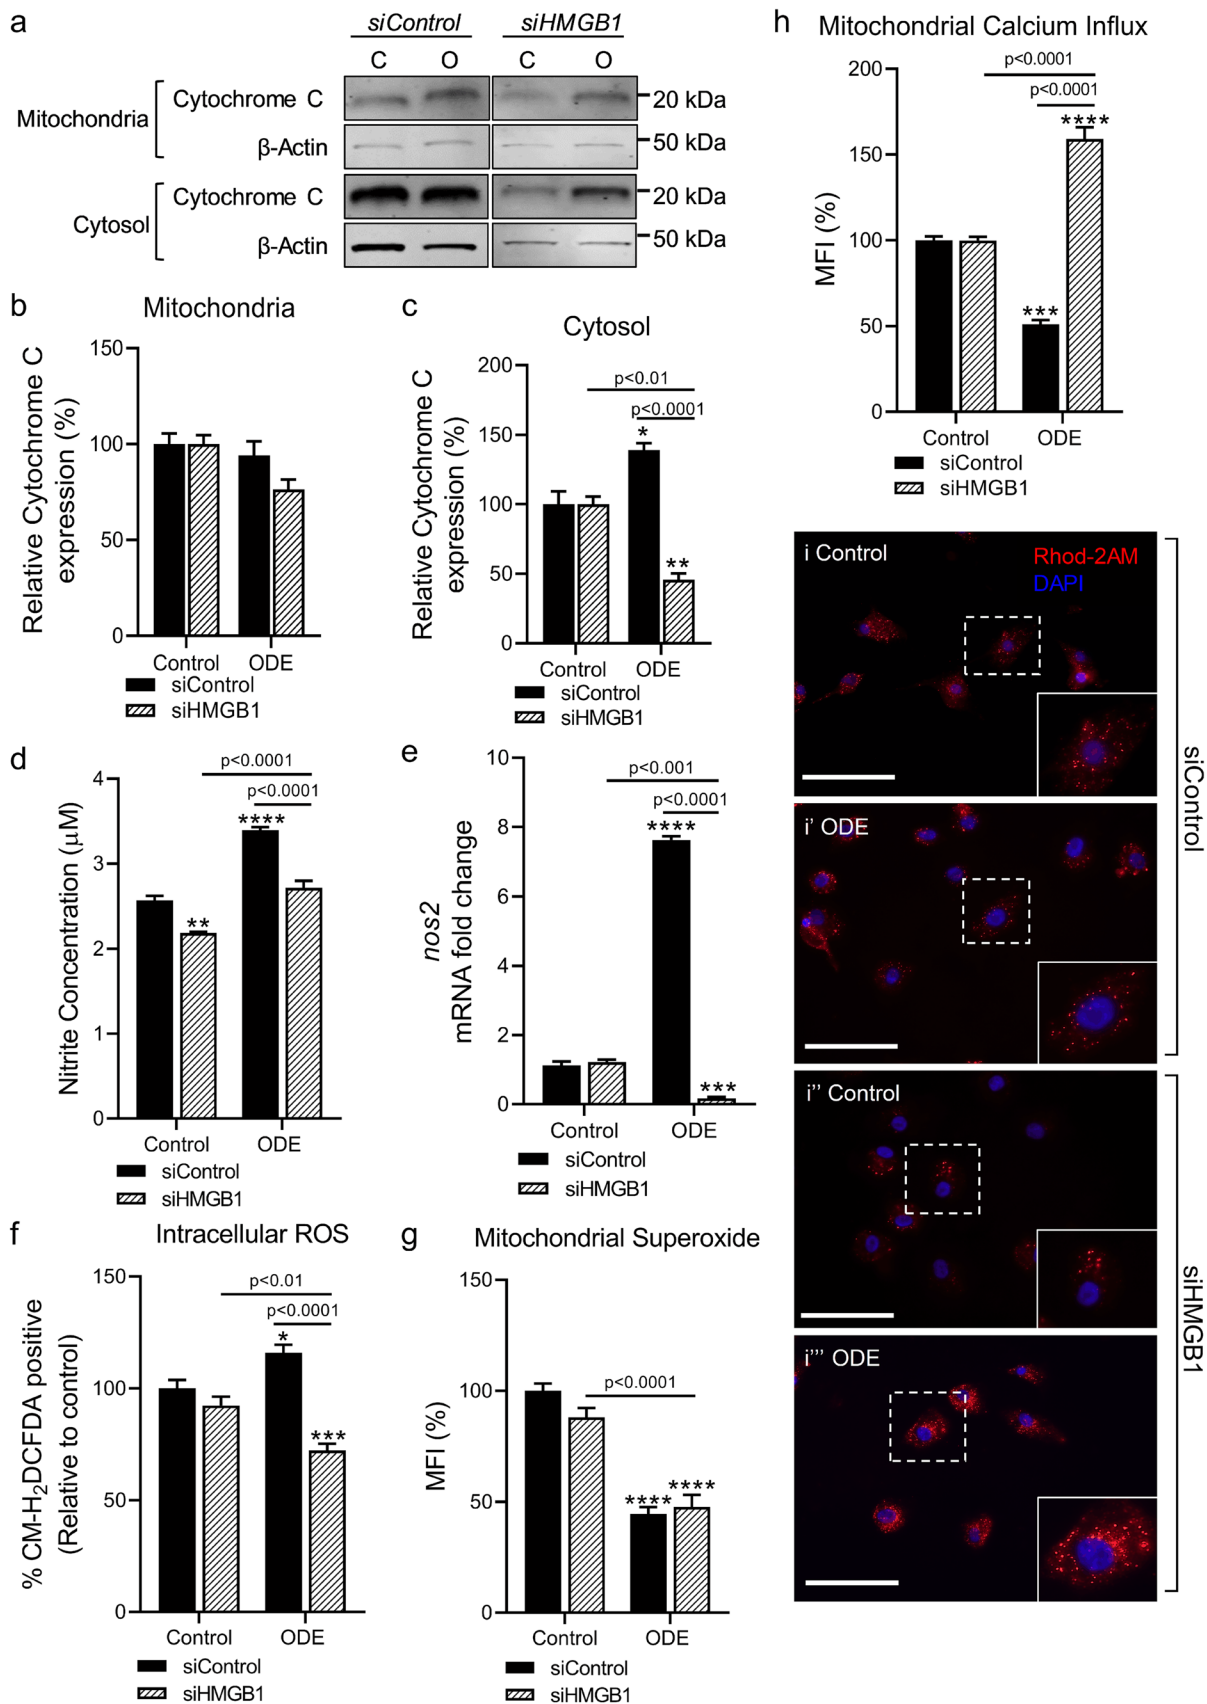 a
siControl siHMGB1
C O C O
Mitochondria
Cytochrome C
20 kDa
β-Actin
50 kDa
Cytosol
Cytochrome C
20 kDa
β-Actin
50 kDa
b
Mitochondria
Relative Cytochrome C
expression (%)
150
100
50
0
Control ODE
siControl
siHMGB1
c
Cytosol
Relative Cytochrome C
expression (%)
200
150
100
50
0
p<0.01
p<0.0001
*
**
Control ODE
siControl
siHMGB1
d
Nitrite Concentration (μM)
4
3
2
1
0
p<0.0001
p<0.0001
****
**
Control ODE
siControl
siHMGB1
e
nos2
mRNA fold change
10
8
6
4
2
0
p<0.001
p<0.0001
****
***
Control ODE
siControl
siHMGB1
f
Intracellular ROS
% CM-H₂DCFDA positive
(Relative to control)
150
100
50
0
p<0.01
p<0.0001
*
***
Control ODE
siControl
siHMGB1
g
Mitochondrial Superoxide
MFI (%)
150
100
50
0
p<0.0001
**** ****
Control ODE
siControl
siHMGB1
h
Mitochondrial Calcium Influx
MFI (%)
200
150
100
50
0
p<0.0001
p<0.0001
****
***
Control ODE
siControl
siHMGB1
i Control
Rhod-2AM
DAPI
i' ODE
siControl
i'' Control
i''' ODE
siHMGB1